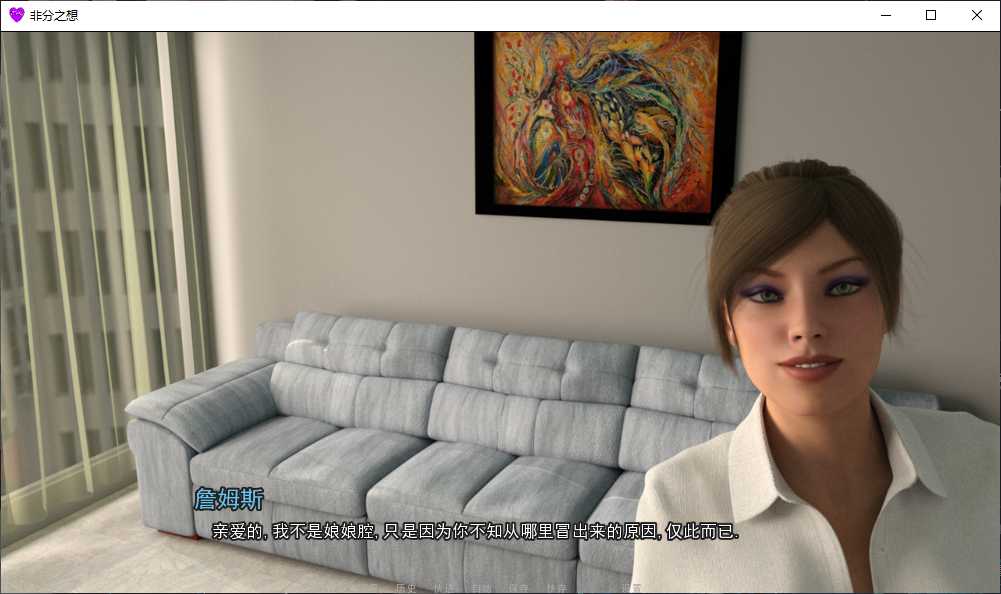 非分之想
詹姆斯
亲爱的, 我不是娘娘腔, 只是因为你不知从哪里冒出来的原因, 仅此而已.
历史 快进 自动 保存 快存 设置